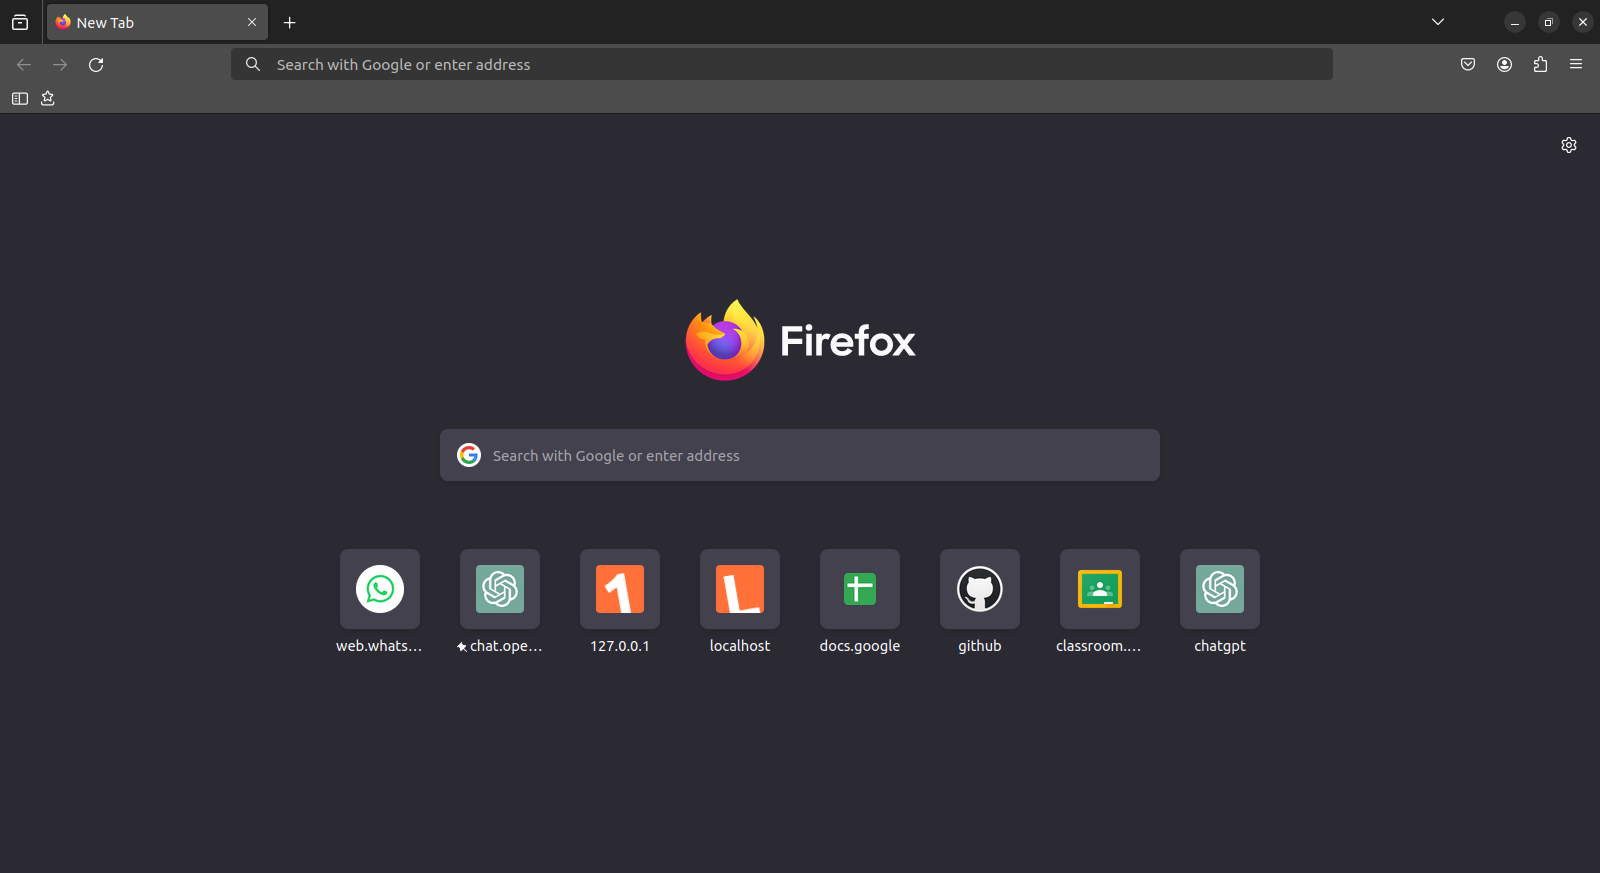 New Tab
Search with Google or enter address
Firefox
Search with Google or enter address
web.whats…
chat.ope…
127.0.0.1
localhost
docs.google
github
classroom.…
chatgpt